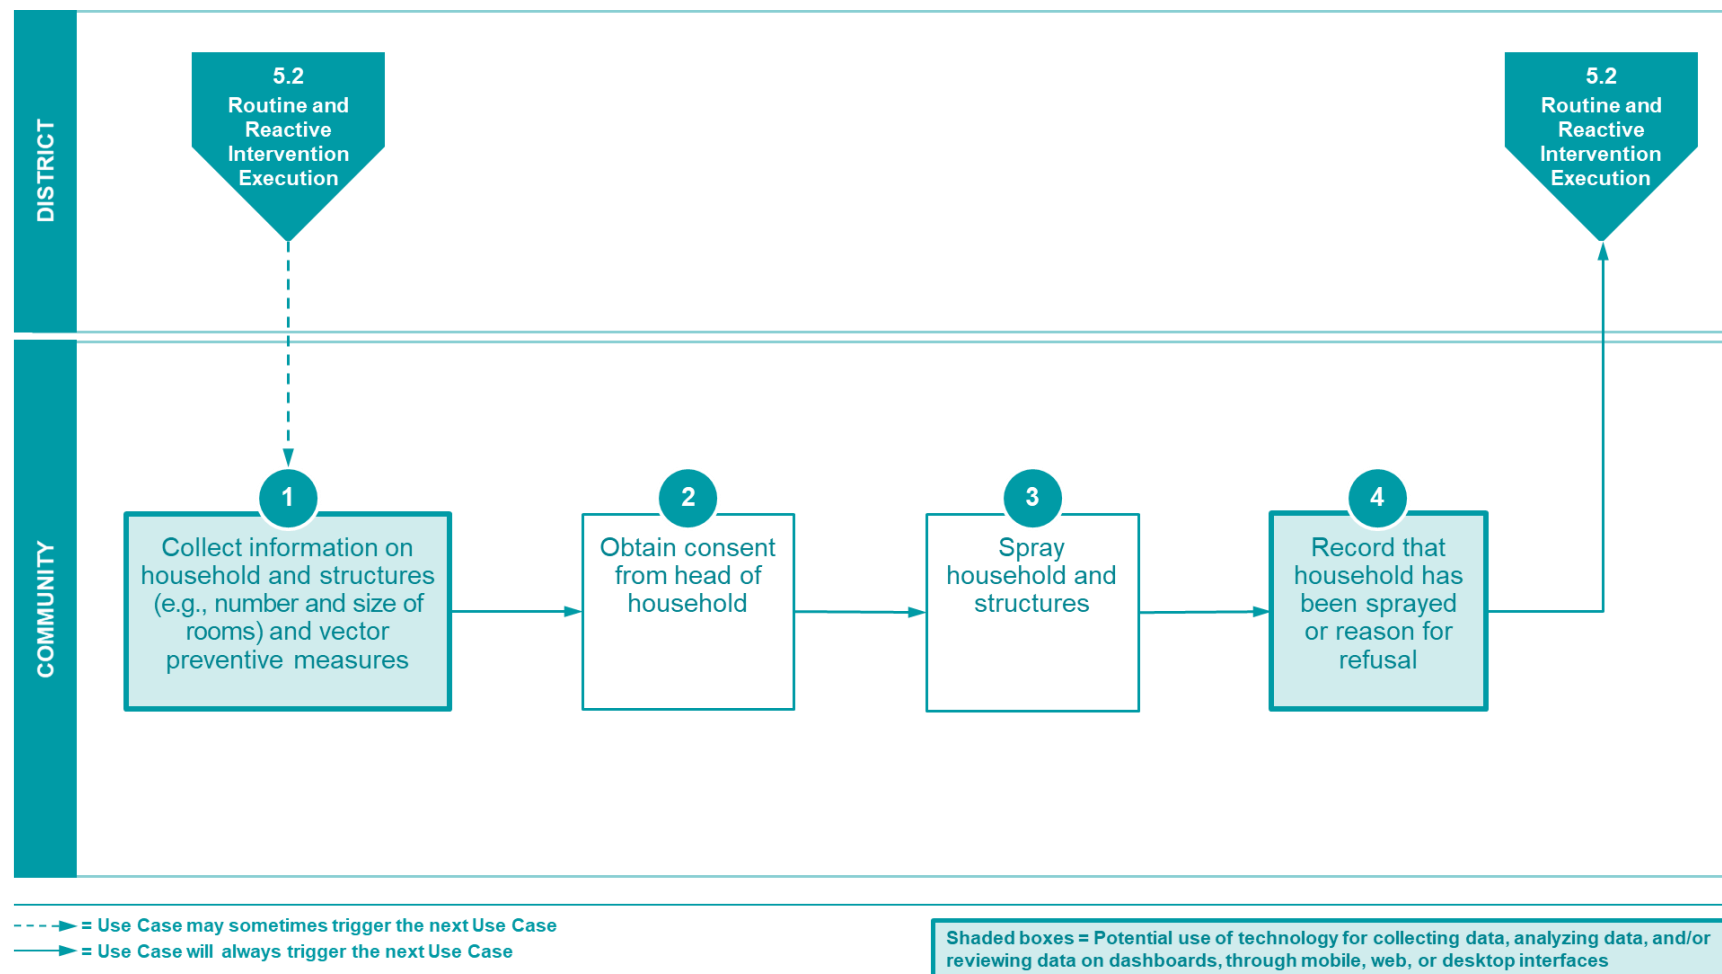 DISTRICT
5.2
Routine and
Reactive
Intervention
Execution
5.2
Routine and
Reactive
Intervention
Execution
COMMUNITY
1
Collect information on
household and structures
(e.g., number and size of
rooms) and vector
preventive measures
2
Obtain consent
from head of
household
3
Spray
household and
structures
4
Record that
household has
been sprayed
or reason for
refusal
= Use Case may sometimes trigger the next Use Case
= Use Case will always trigger the next Use Case
Shaded boxes = Potential use of technology for collecting data, analyzing data, and/or
reviewing data on dashboards, through mobile, web, or desktop interfaces